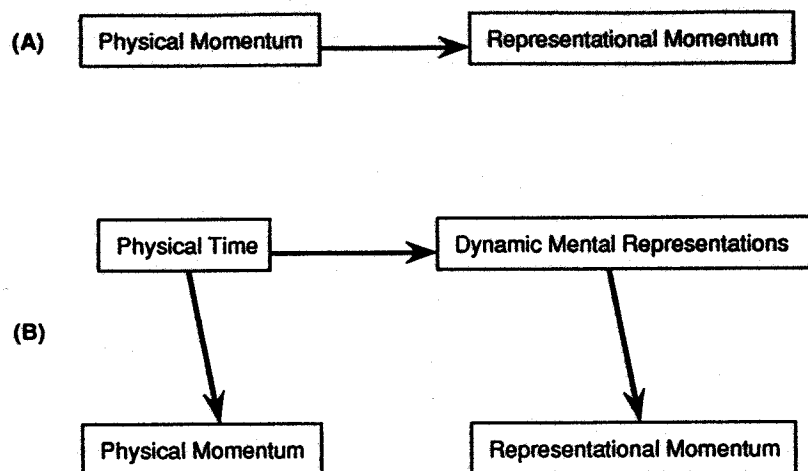 (A)
Physical Momentum
Representational Momentum
Physical Time
Dynamic Mental Representations
(B)
Physical Momentum
Representational Momentum